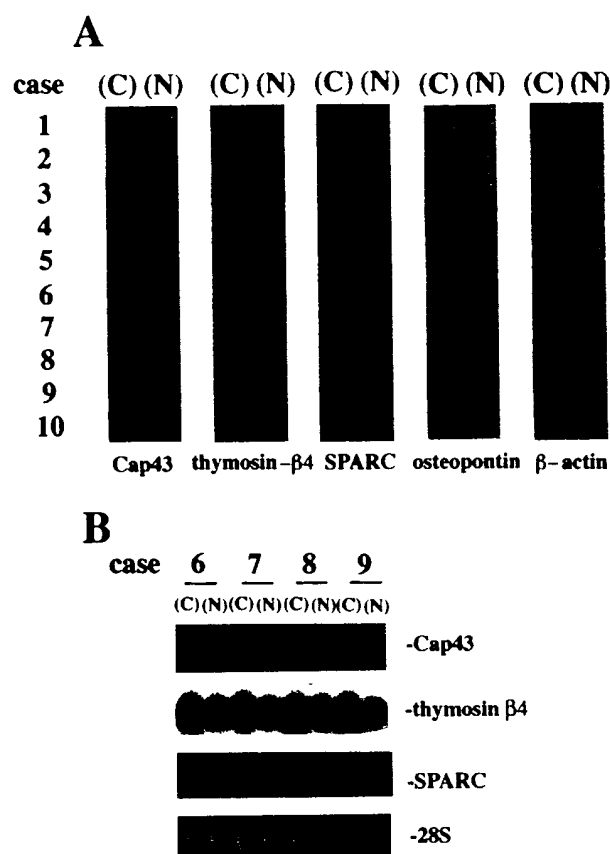 A
case (C) (N) (C) (N) (C) (N) (C) (N) (C) (N)
1
2
3
4
5
6
7
8
9
10
Cap43 thymosin-β4 SPARC osteopontin β-actin
B
case 6 7 8 9
(C)(N)(C)(N)(C)(N)(C)(N)
-Cap43
-thymosin β4
-SPARC
-28S